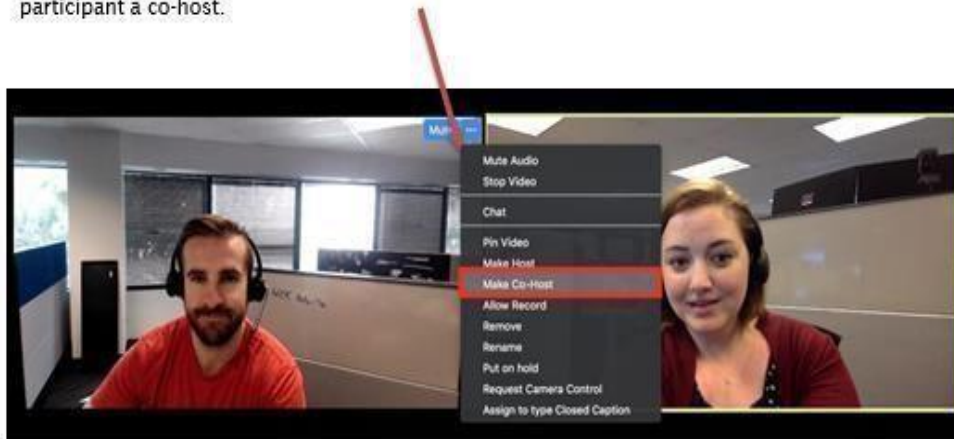 participant a co-host.
Mute
Mute Audio
Stop Video
Chat
Pin Video
Make Host
Make Co-Host
Allow Record
Remove
Rename
Put on hold
Request Camera Control
Assign to type Closed Caption